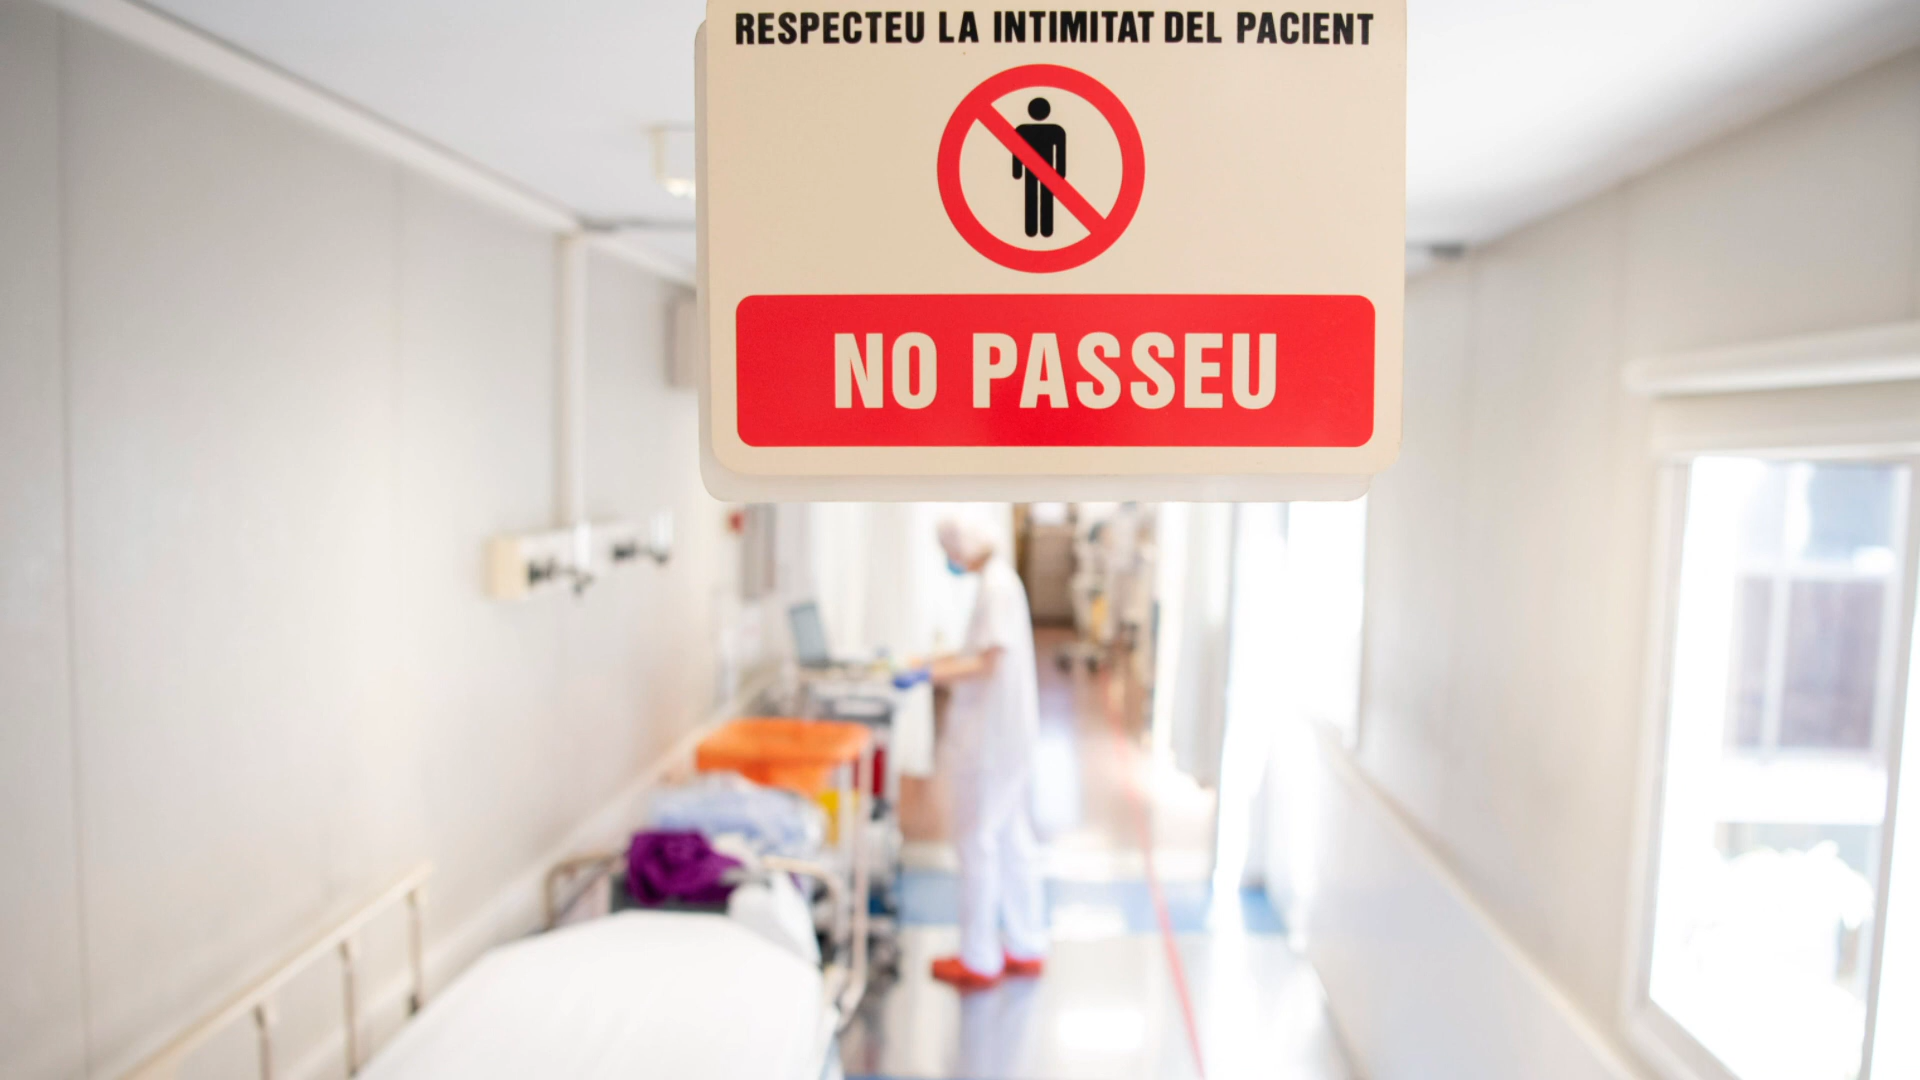 RESPECTEU LA INTIMITAT DEL PACIENT
NO PASSEU